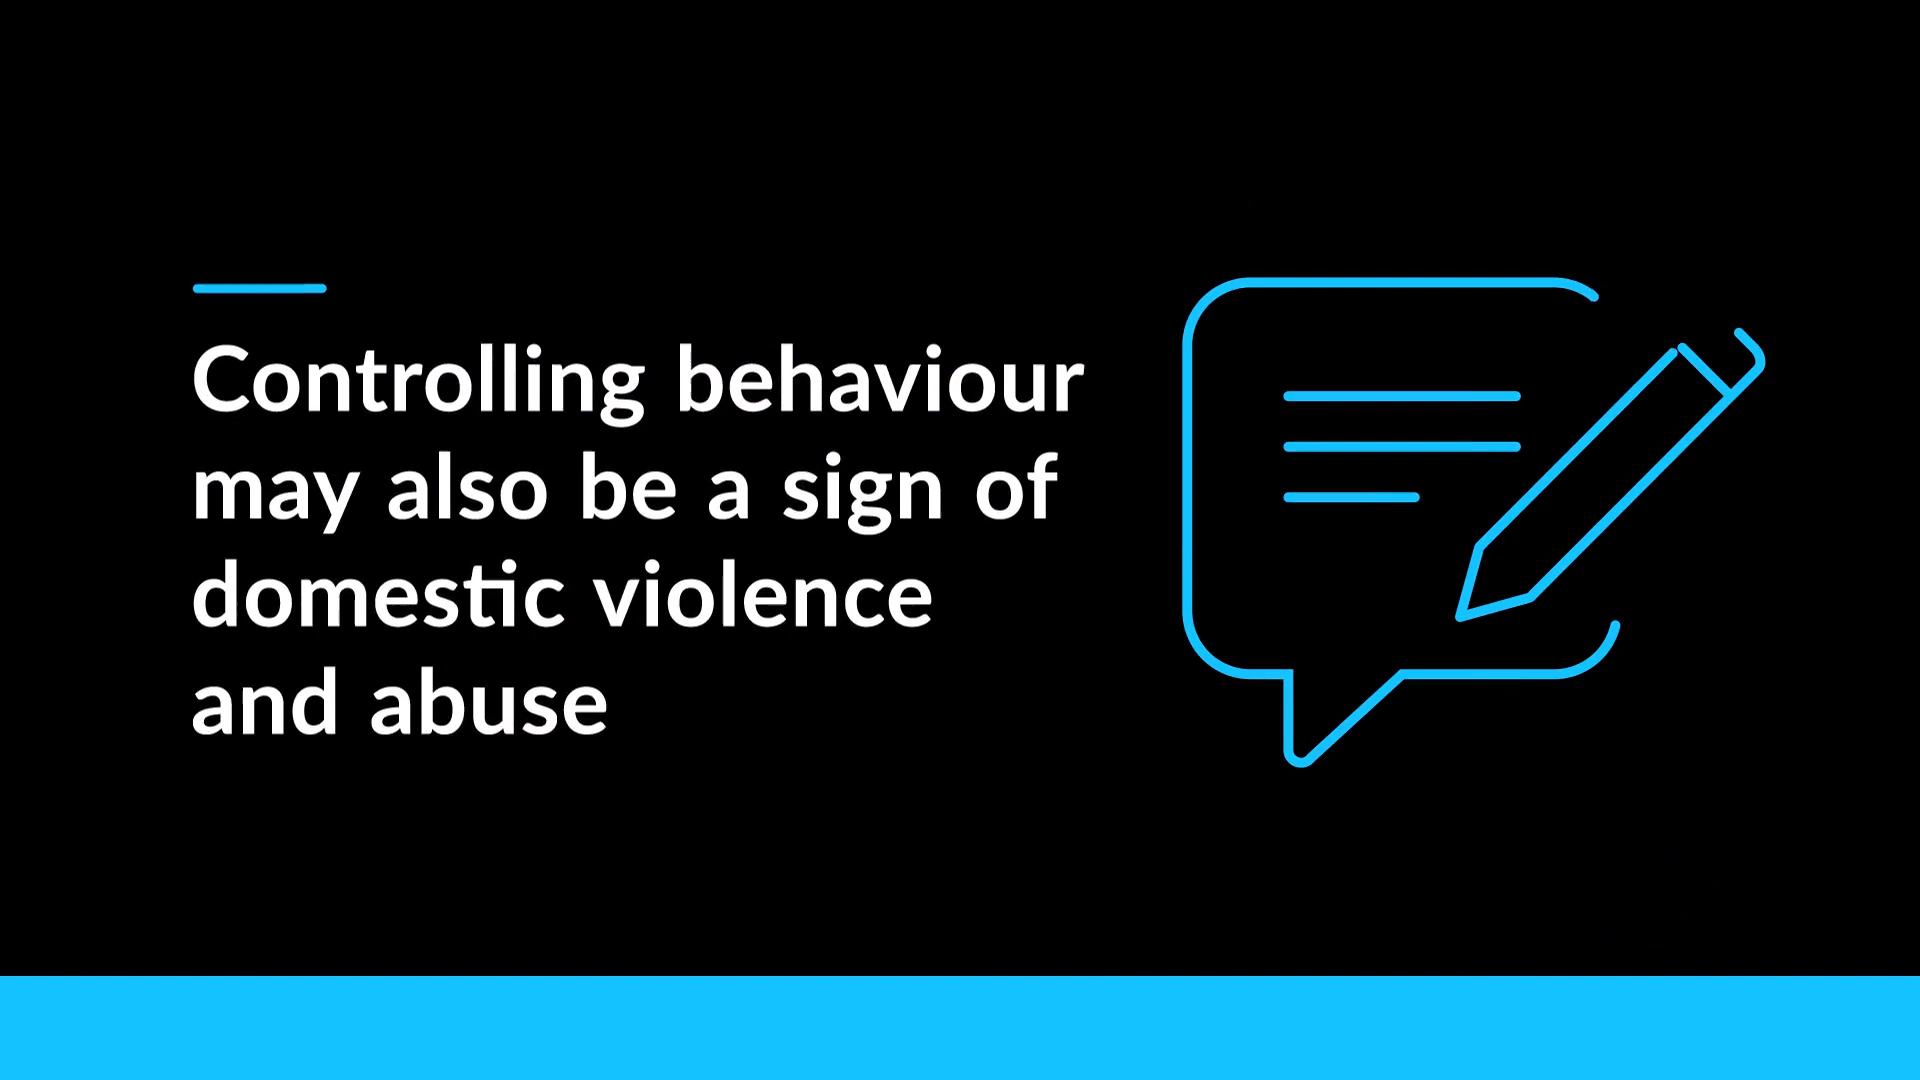 Controlling behaviour
may also be a sign of
domestic violence
and abuse